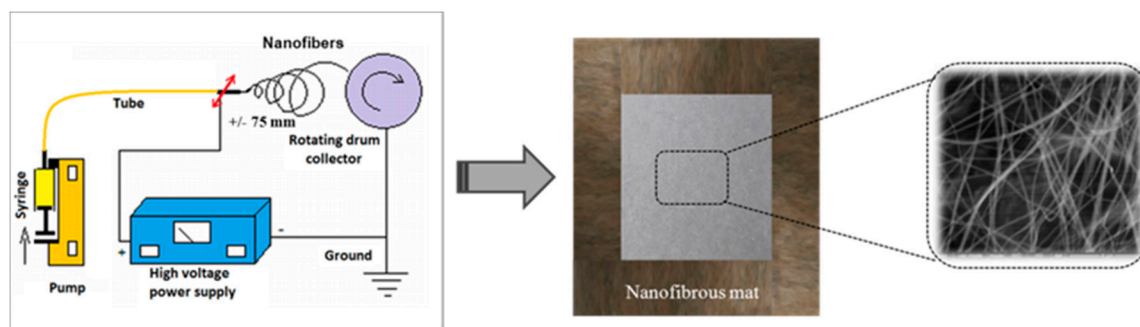 Nanofibers
Tube
+/- 75 mm
Rotating drum
collector
Syringe
+
-
High voltage
power supply
Ground
Pump
Nanofibrous mat